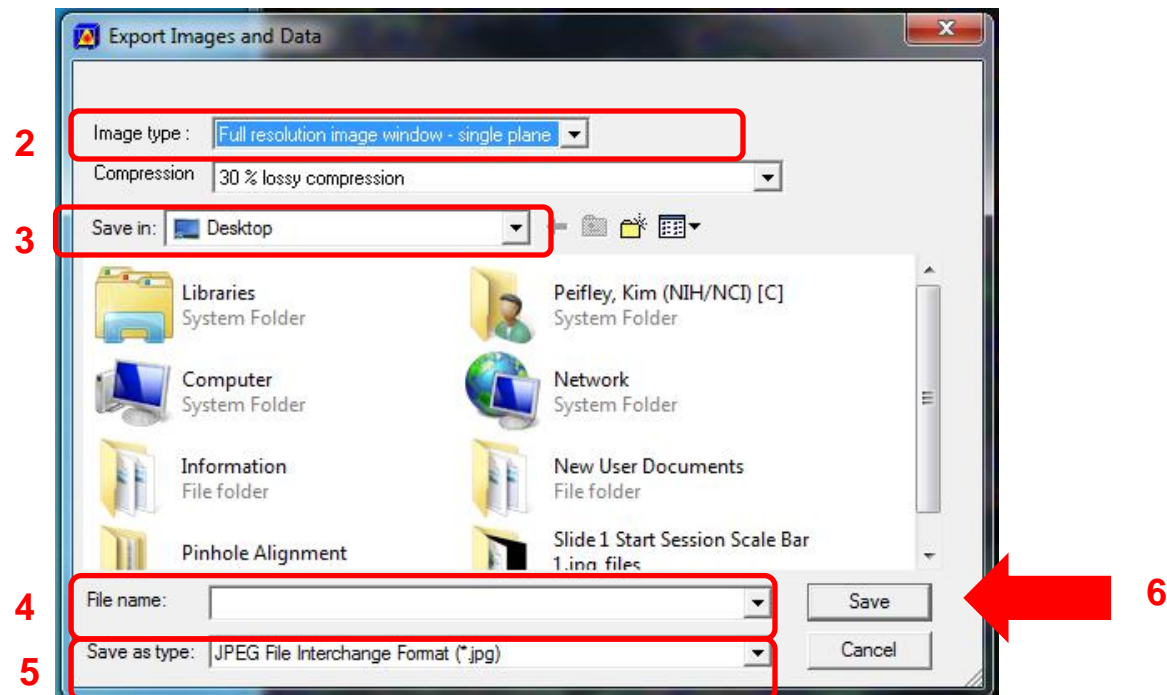 Export Images and Data
2
Image type :
Full resolution image window - single plane
Compression
30 % lossy compression
3
Save in:
Desktop
Libraries
System Folder
Peifley, Kim (NIH/NCI) [C]
System Folder
Computer
System Folder
Network
System Folder
Information
File folder
New User Documents
File folder
Pinhole Alignment
Slide 1 Start Session Scale Bar
1.jpg_files
4
File name:
Save
6
5
Save as type:
JPEG File Interchange Format (*.jpg)
Cancel